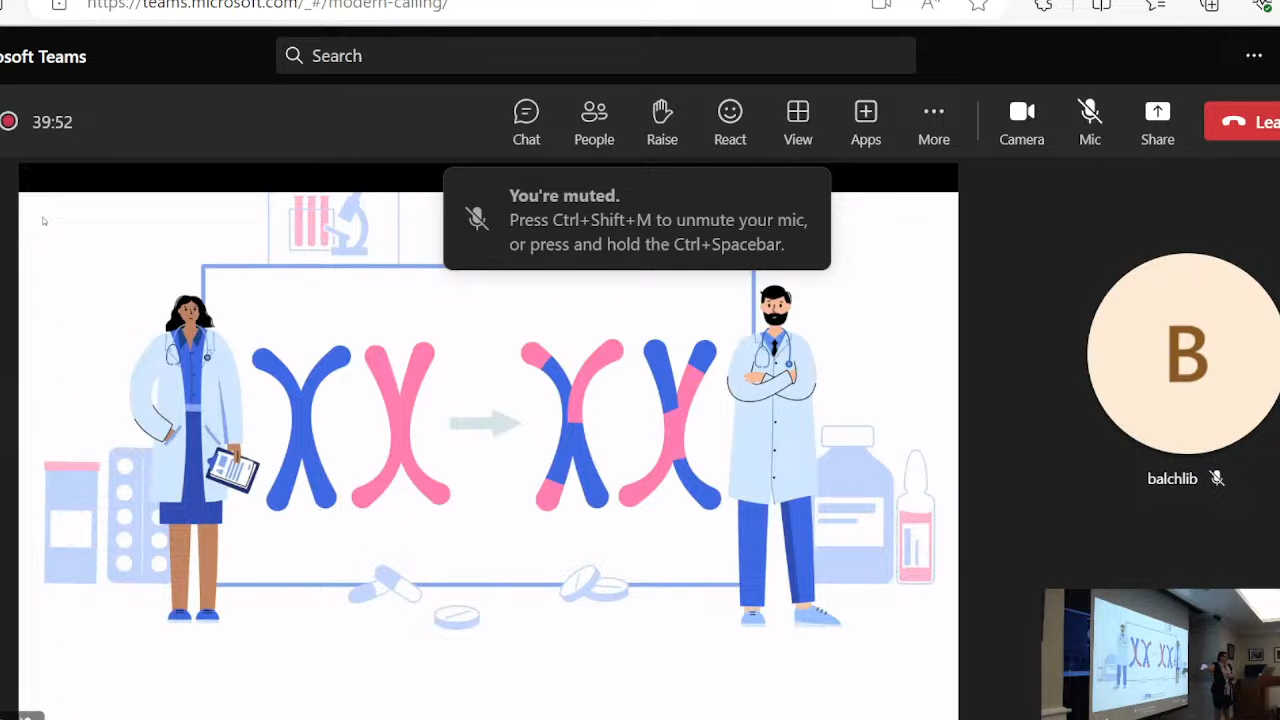 https://teams.microsoft.com/_#/modern-calling/
osoft Teams
Search
39:52
Chat
People
Raise
React
View
Apps
More
Camera
Mic
Share
Lea
You're muted.
Press Ctrl+Shift+M to unmute your mic,
or press and hold the Ctrl+Spacebar.
B
balchlib